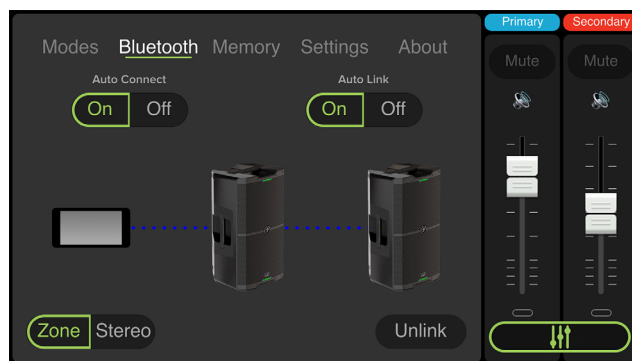 Modes Bluetooth Memory Settings About
Primary Secondary
Mute Mute
Auto Connect Auto Link
On Off On Off
Zone Stereo Unlink